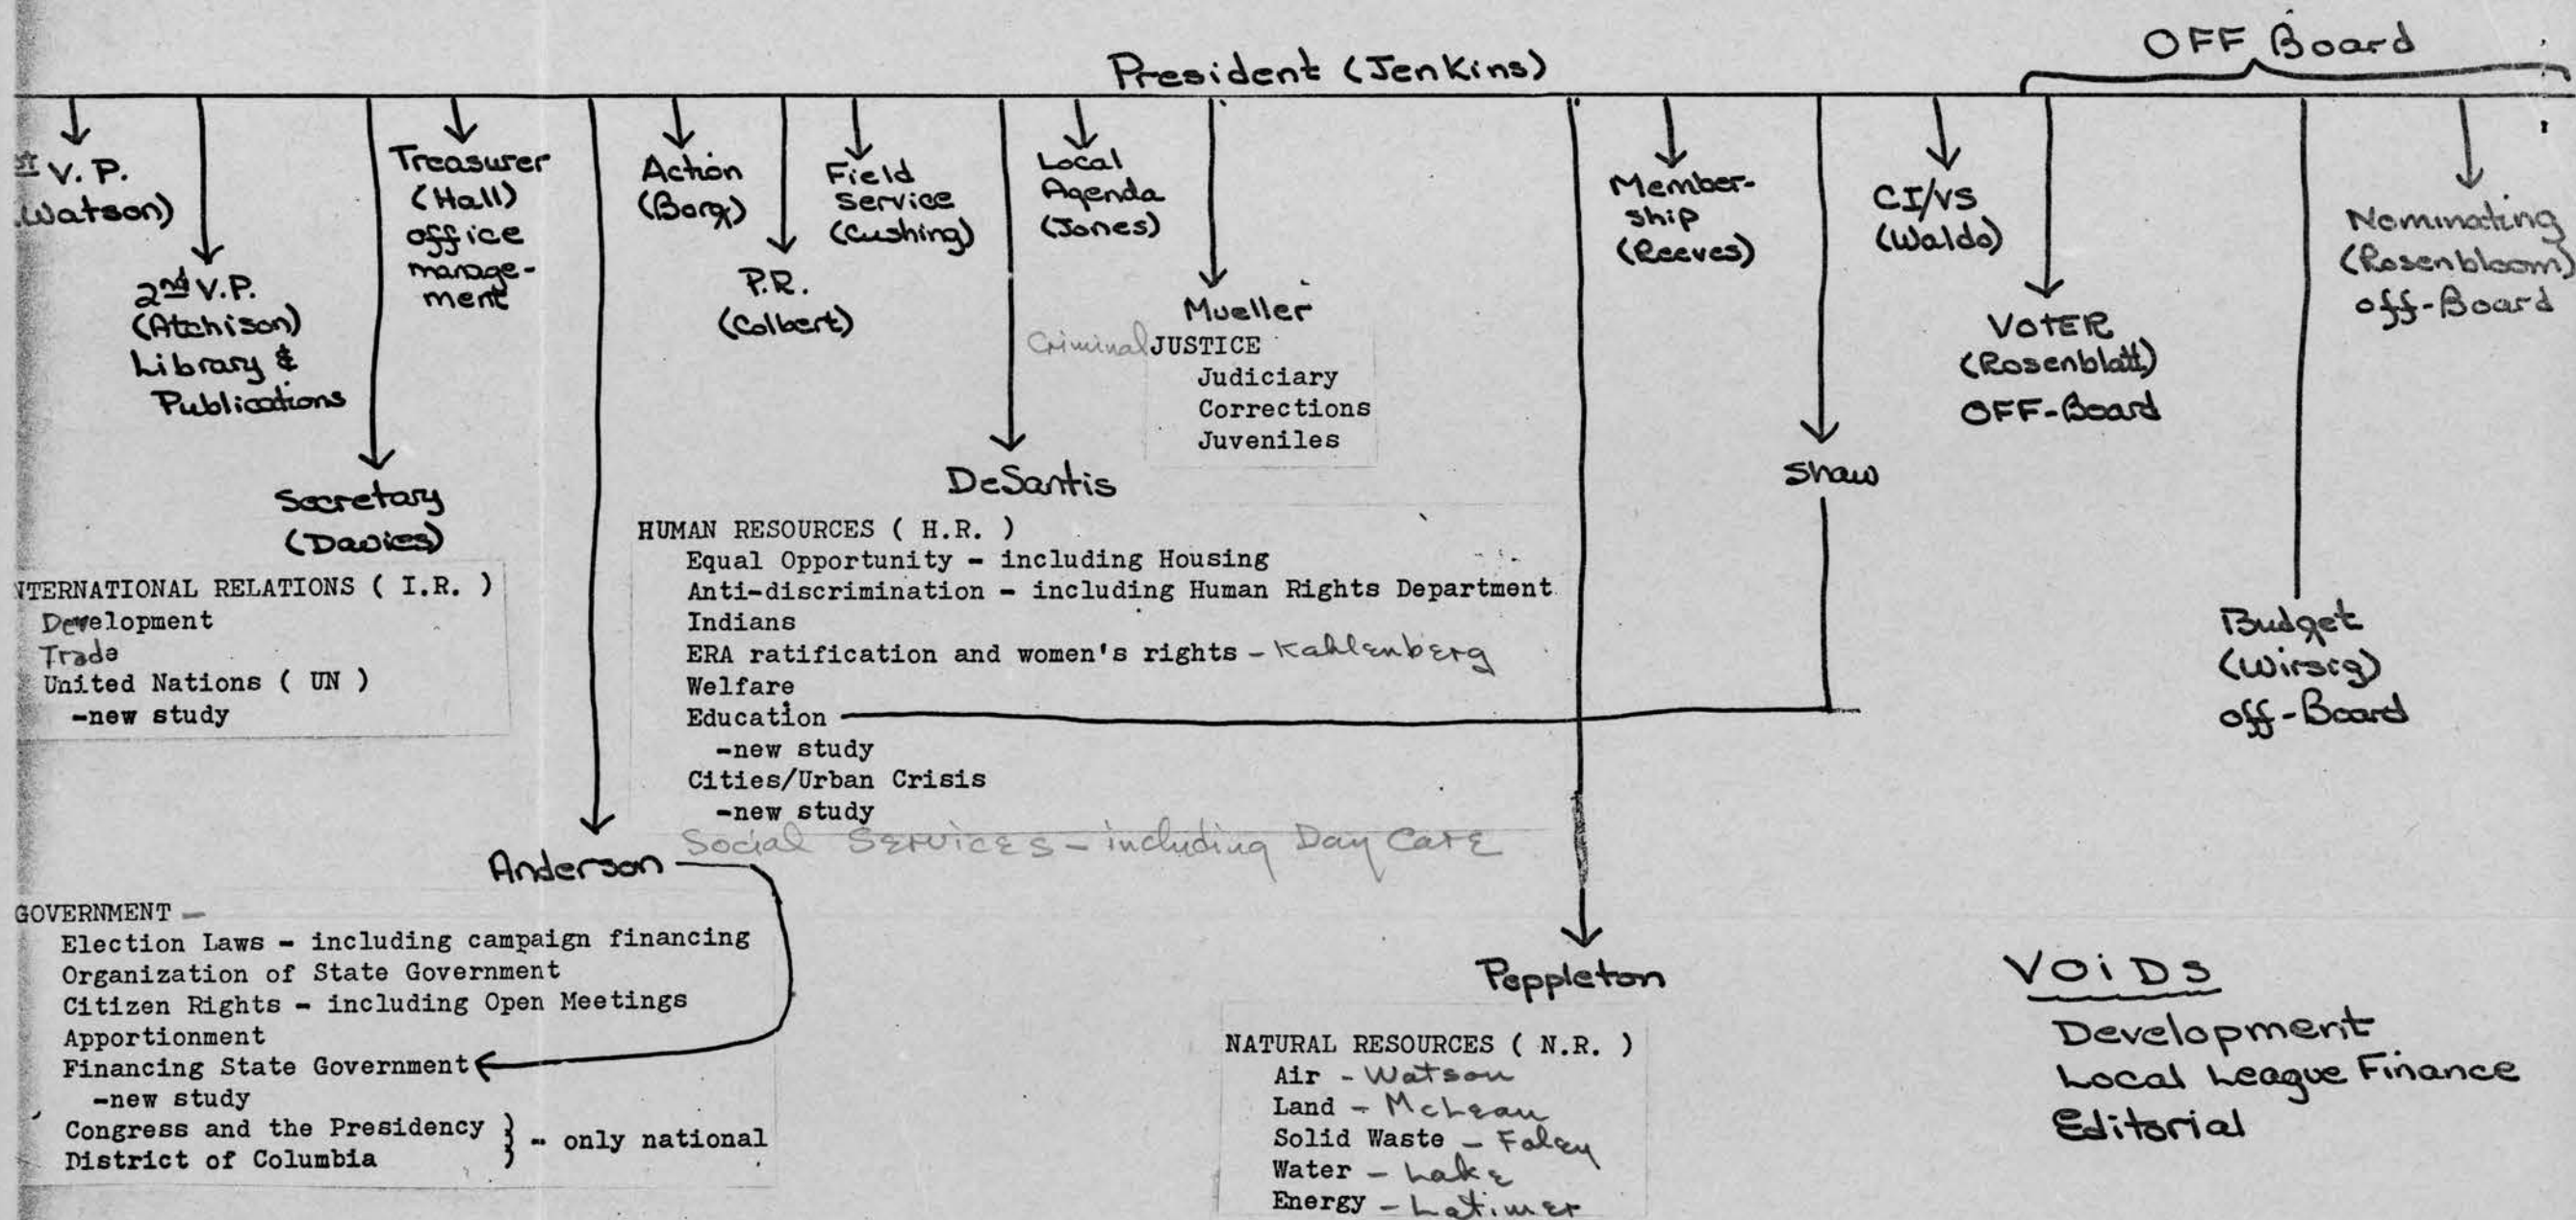 OFF Board
President (Jenkins)
st V. P.
(Watson)
2nd V.P.
(Atchison)
Library &
Publications
Secretary
(Davies)
Treasurer
(Hall)
office
manage-
ment
Action
(Borg)
P.R.
(Colbert)
Field
Service
(Cushing)
Local
Agenda
(Jones)
Mueller
Criminal JUSTICE
Judiciary
Corrections
Juveniles
Member-
ship
(Reeves)
CI/VS
(Waldo)
VOTER
(Rosenblatt)
OFF-Board
Nominating
(Rosenbloom)
off-Board
Shaw
Budget
(Wirsig)
off-Board
NTERNATIONAL RELATIONS ( I.R. )
Development
Trade
United Nations ( UN )
-new study
DeSantis
HUMAN RESOURCES ( H.R. )
Equal Opportunity - including Housing
Anti-discrimination - including Human Rights Department
Indians
ERA ratification and women's rights - Kahlenberg
Welfare
Education
-new study
Cities/Urban Crisis
-new study
Social Services - including Day Care
Anderson
GOVERNMENT -
Election Laws - including campaign financing
Organization of State Government
Citizen Rights - including Open Meetings
Apportionment
Financing State Government
-new study
Congress and the Presidency } - only national
District of Columbia
Peppleton
NATURAL RESOURCES ( N.R. )
Air - Watson
Land - McLean
Solid Waste - Foley
Water - Lake
Energy - Latimer
VOIDS
Development
Local League Finance
Editorial